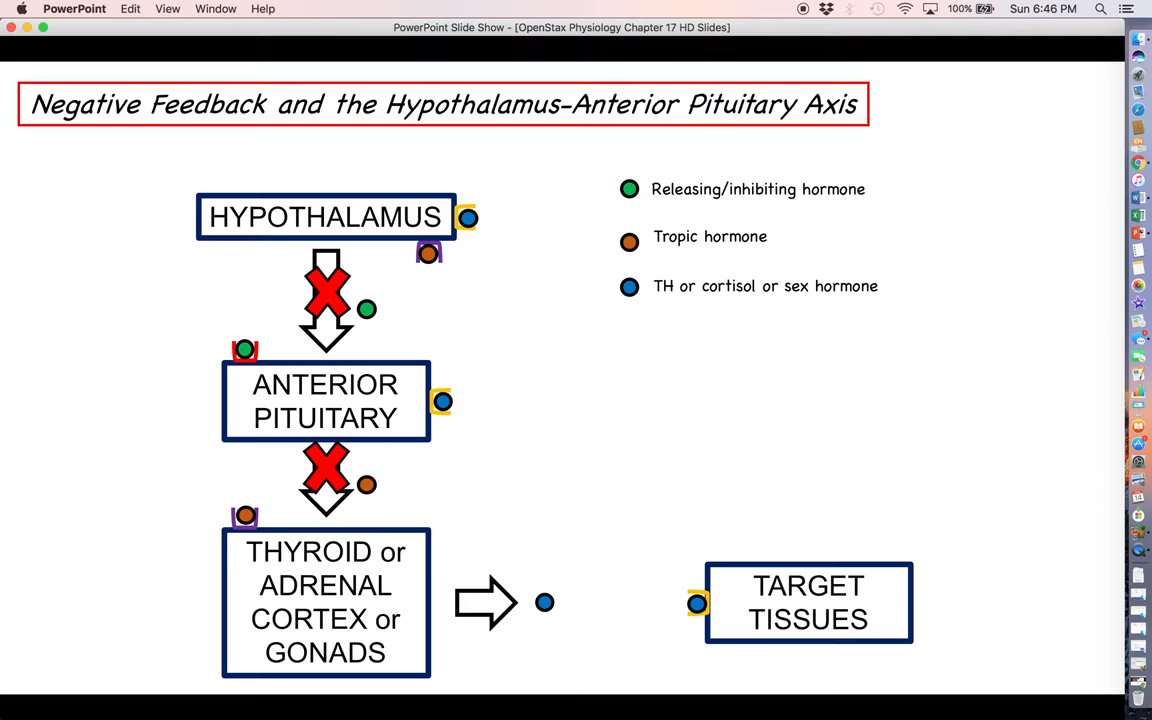 PowerPoint Edit View Window Help 100% Sun 6:46 PM
PowerPoint Slide Show - [OpenStax Physiology Chapter 17 HD Slides]
Negative Feedback and the Hypothalamus-Anterior Pituitary Axis
HYPOTHALAMUS
Releasing/inhibiting hormone
Tropic hormone
TH or cortisol or sex hormone
ANTERIOR
PITUITARY
THYROID or
ADRENAL
CORTEX or
GONADS
TARGET
TISSUES